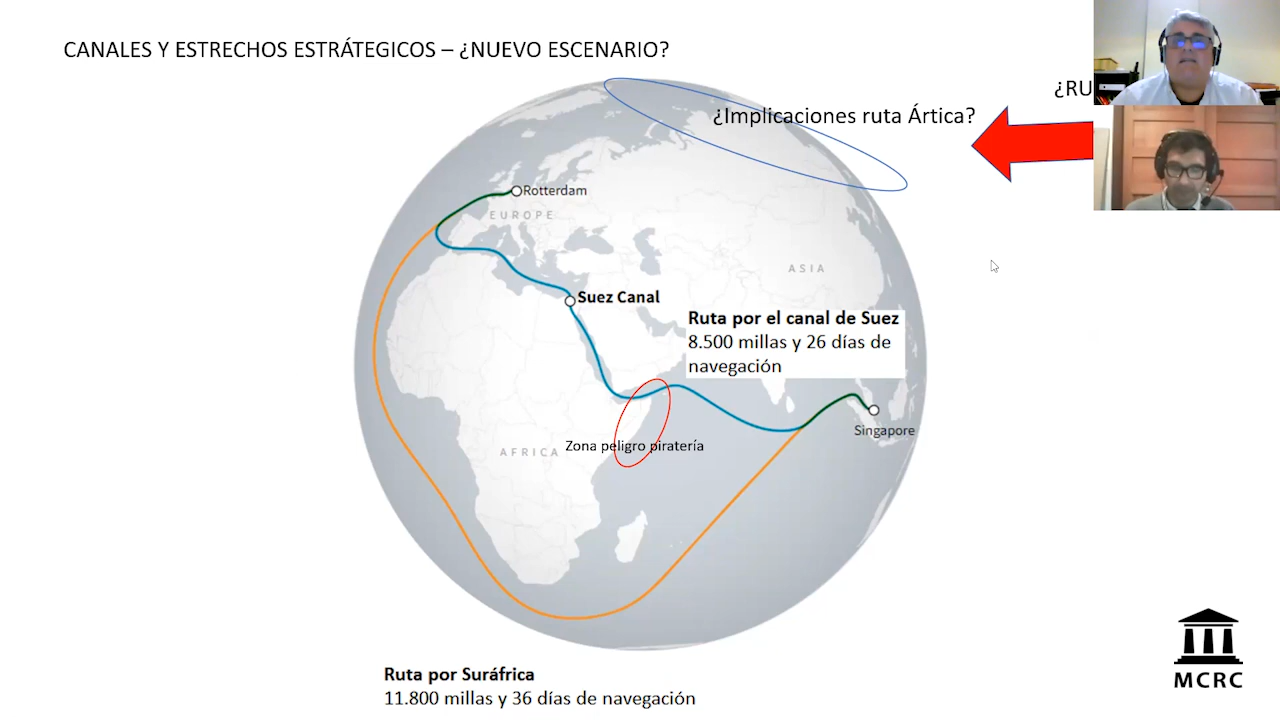 CANALES Y ESTRECHOS ESTRÁTEGICOS – ¿NUEVO ESCENARIO?
¿RU
¿Implicaciones ruta Ártica?
Rotterdam
EUROPE
ASIA
Suez Canal
Ruta por el canal de Suez
8.500 millas y 26 días de
navegación
Singapore
Zona peligro piratería
AFRICA
Ruta por Suráfrica
11.800 millas y 36 días de navegación
MCRC